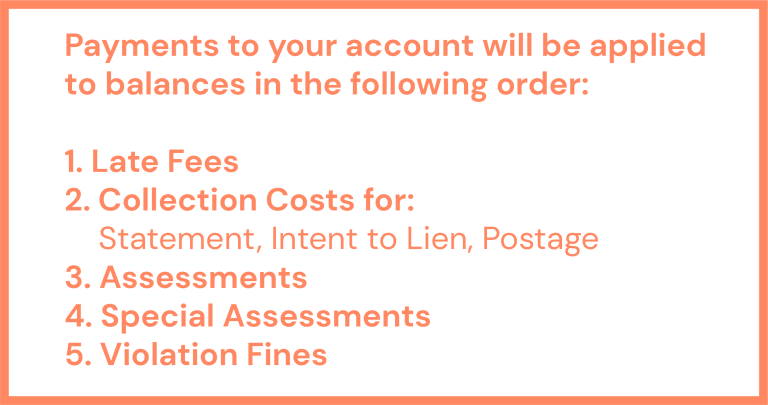 Payments to your account will be applied
to balances in the following order:
1. Late Fees
2. Collection Costs for:
Statement, Intent to Lien, Postage
3. Assessments
4. Special Assessments
5. Violation Fines